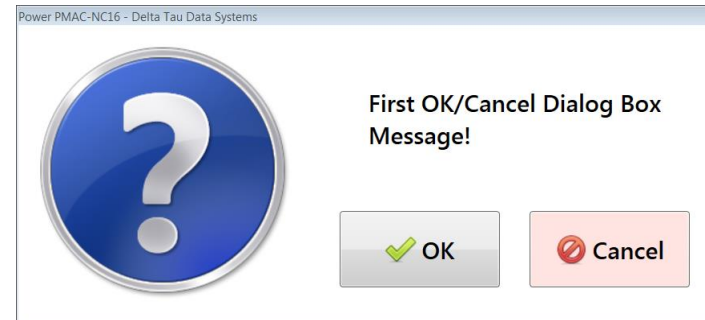 Power PMAC-NC16 - Delta Tau Data Systems
First OK/Cancel Dialog Box
Message!
OK
Cancel